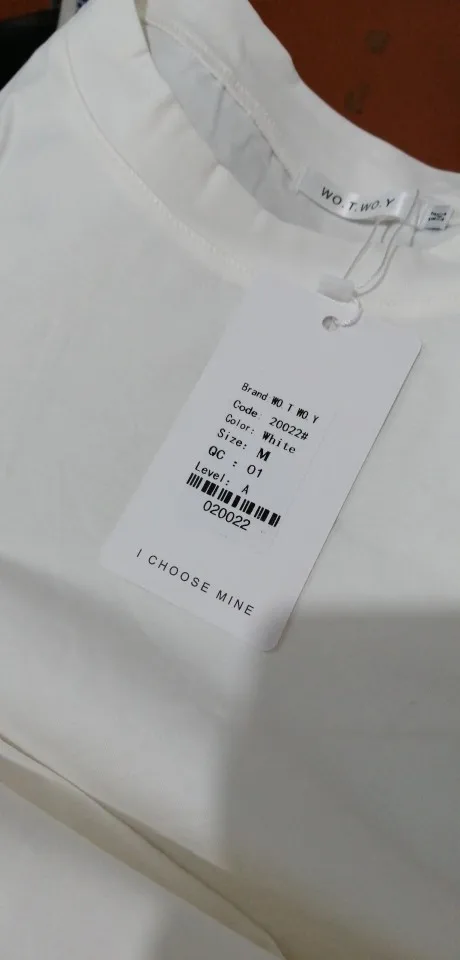 WO.T.WO.Y
Brand WO T WO Y
Code: 20022#
Color: White
Size: M
QC : 01
Level: A
020022
I CHOOSE MINE